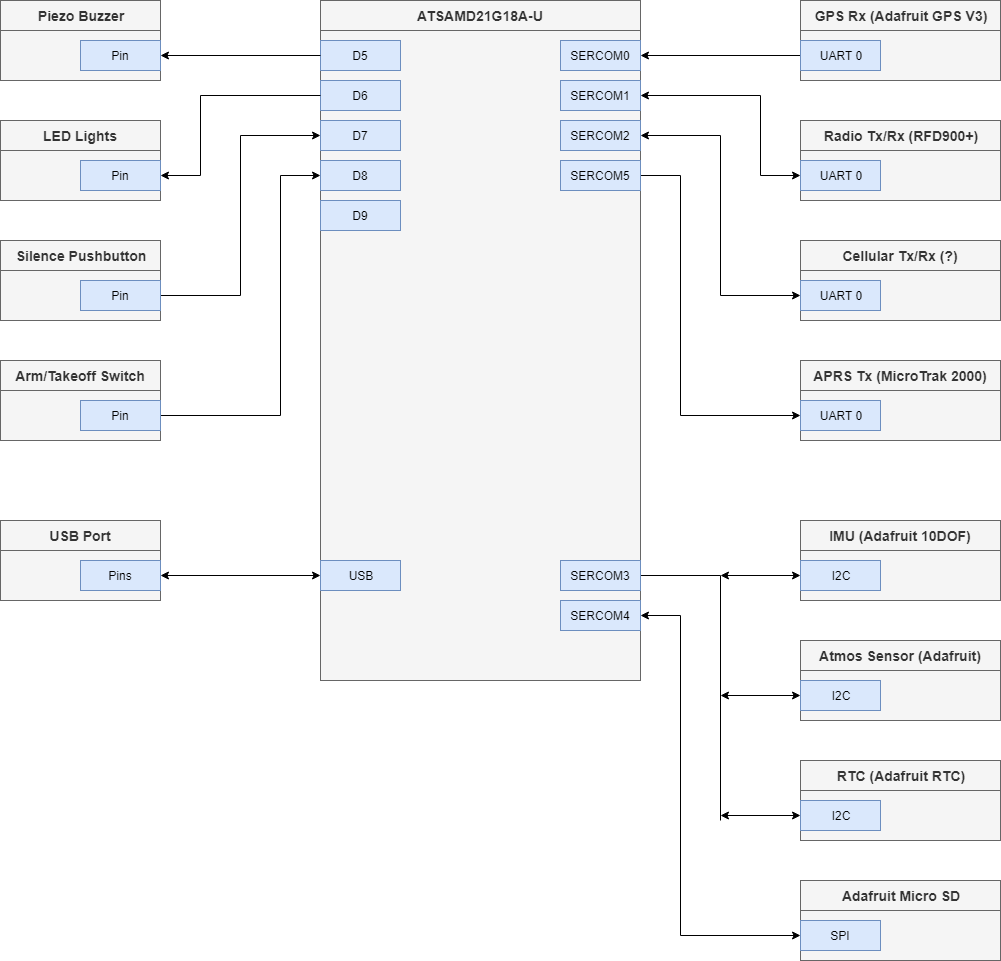 Piezo Buzzer
Pin
LED Lights
Pin
Silence Pushbutton
Pin
Arm/Takeoff Switch
Pin
USB Port
Pins
ATSAMD21G18A-U
D5
D6
D7
D8
D9
USB
SERCOM0
SERCOM1
SERCOM2
SERCOM5
SERCOM3
SERCOM4
GPS Rx (Adafruit GPS V3)
UART 0
Radio Tx/Rx (RFD900+)
UART 0
Cellular Tx/Rx (?)
UART 0
APRS Tx (MicroTrak 2000)
UART 0
IMU (Adafruit 10DOF)
I2C
Atmos Sensor (Adafruit)
I2C
RTC (Adafruit RTC)
I2C
Adafruit Micro SD
SPI